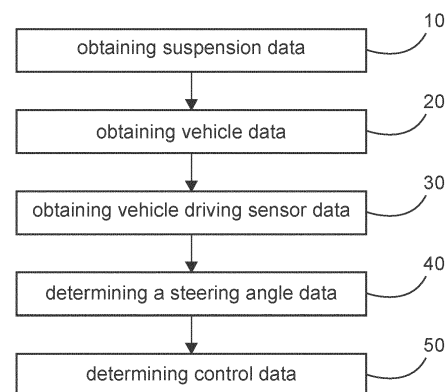 10
obtaining suspension data
20
obtaining vehicle data
30
obtaining vehicle driving sensor data
40
determining a steering angle data
50
determining control data